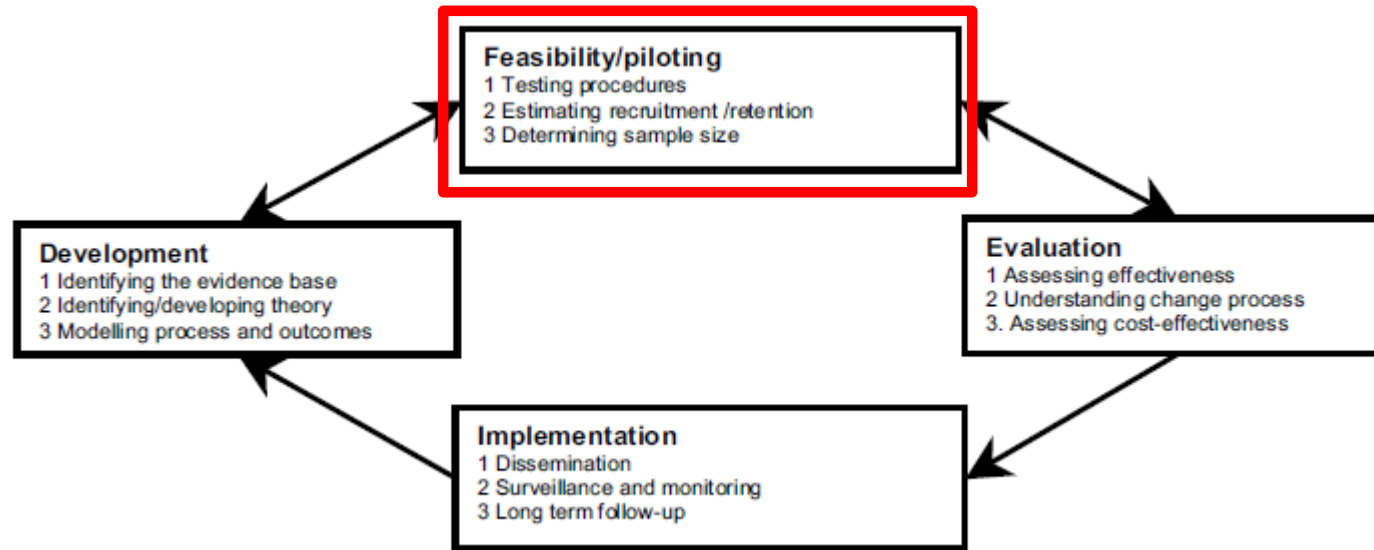 Feasibility/piloting
1 Testing procedures
2 Estimating recruitment /retention
3 Determining sample size
Development
1 Identifying the evidence base
2 Identifying/developing theory
3 Modelling process and outcomes
Evaluation
1 Assessing effectiveness
2 Understanding change process
3. Assessing cost-effectiveness
Implementation
1 Dissemination
2 Surveillance and monitoring
3 Long term follow-up